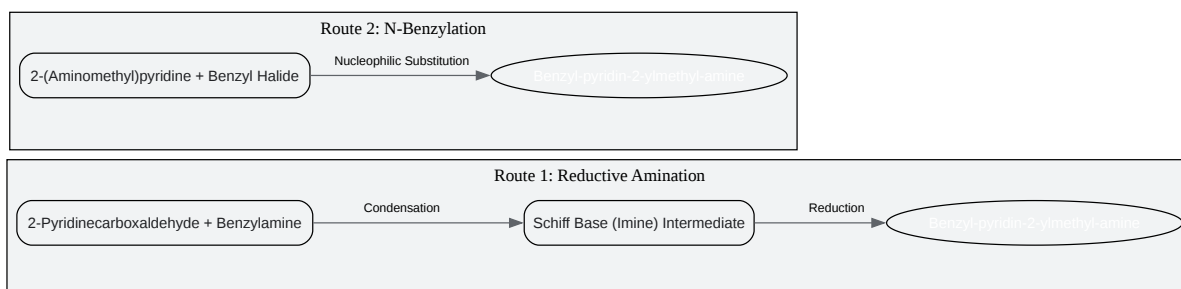 Route 2: N-Benzylation
2-(Aminomethyl)pyridine + Benzyl Halide
Nucleophilic Substitution
Benzyl-pyridin-2-ylmethyl-amine
Route 1: Reductive Amination
2-Pyridinecarboxaldehyde + Benzylamine
Condensation
Schiff Base (Imine) Intermediate
Reduction
Benzyl-pyridin-2-ylmethyl-amine